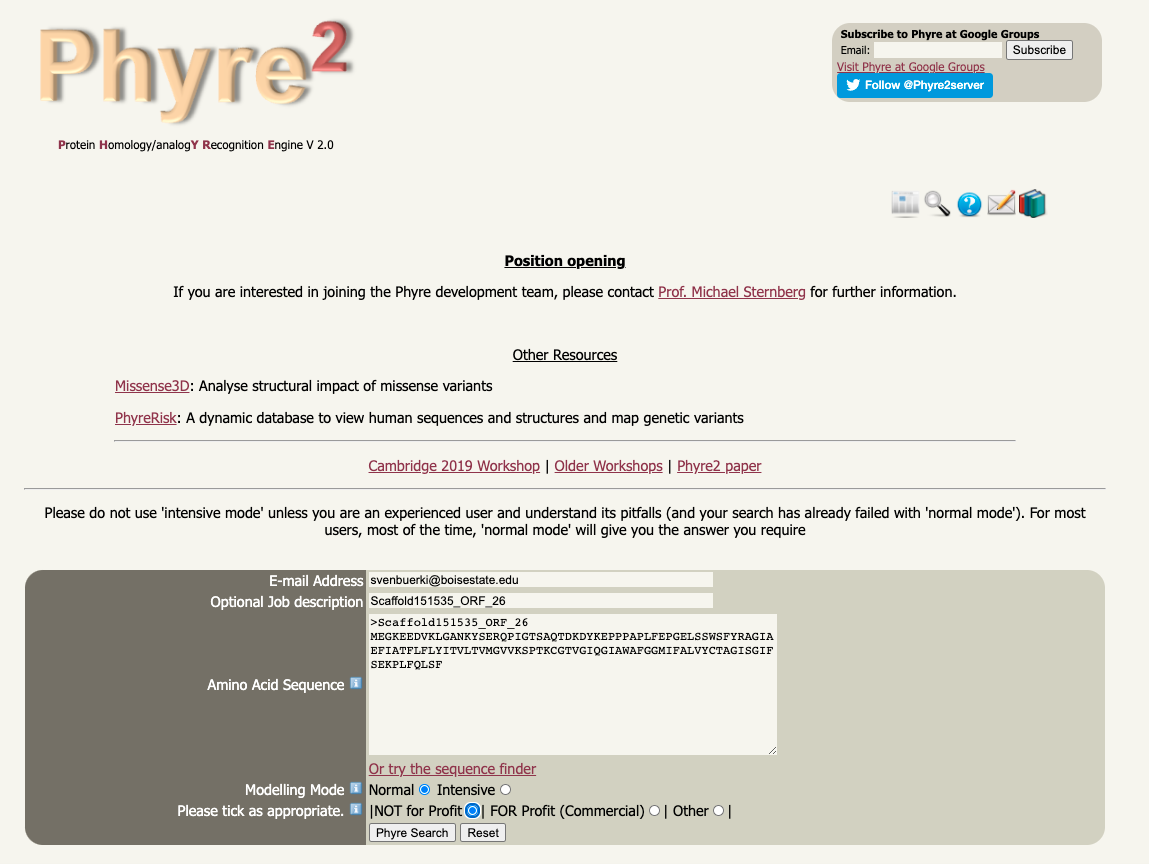 Phyre2
Subscribe to Phyre at Google Groups
Email:
Subscribe
Visit Phyre at Google Groups
Follow @Phyre2server
Protein Homology/analogY Recognition Engine V 2.0
Position opening
If you are interested in joining the Phyre development team, please contact Prof. Michael Sternberg for further information.
Other Resources
Missense3D: Analyse structural impact of missense variants
PhyreRisk: A dynamic database to view human sequences and structures and map genetic variants
Cambridge 2019 Workshop | Older Workshops | Phyre2 paper
Please do not use 'intensive mode' unless you are an experienced user and understand its pitfalls (and your search has already failed with 'normal mode'). For most
users, most of the time, 'normal mode' will give you the answer you require
E-mail Address svenbuerki@boisestate.edu
Optional Job description Scaffold151535_ORF_26
>Scaffold151535_ORF_26
MEGKEEDVKLGANKYSERQPIGTSAQTDKDYKEPPPAPLFEPGELSSWSFYRAGIA
EFIATFLFLYITVLTVMGVVKSPTKCGTVGIQGIAWAFGGMIFALVYCTAGISGIF
SEKPLFQLSF
Amino Acid Sequence
Or try the sequence finder
Modelling Mode Normal Intensive
Please tick as appropriate. |NOT for Profit | FOR Profit (Commercial) | Other |
Phyre Search Reset